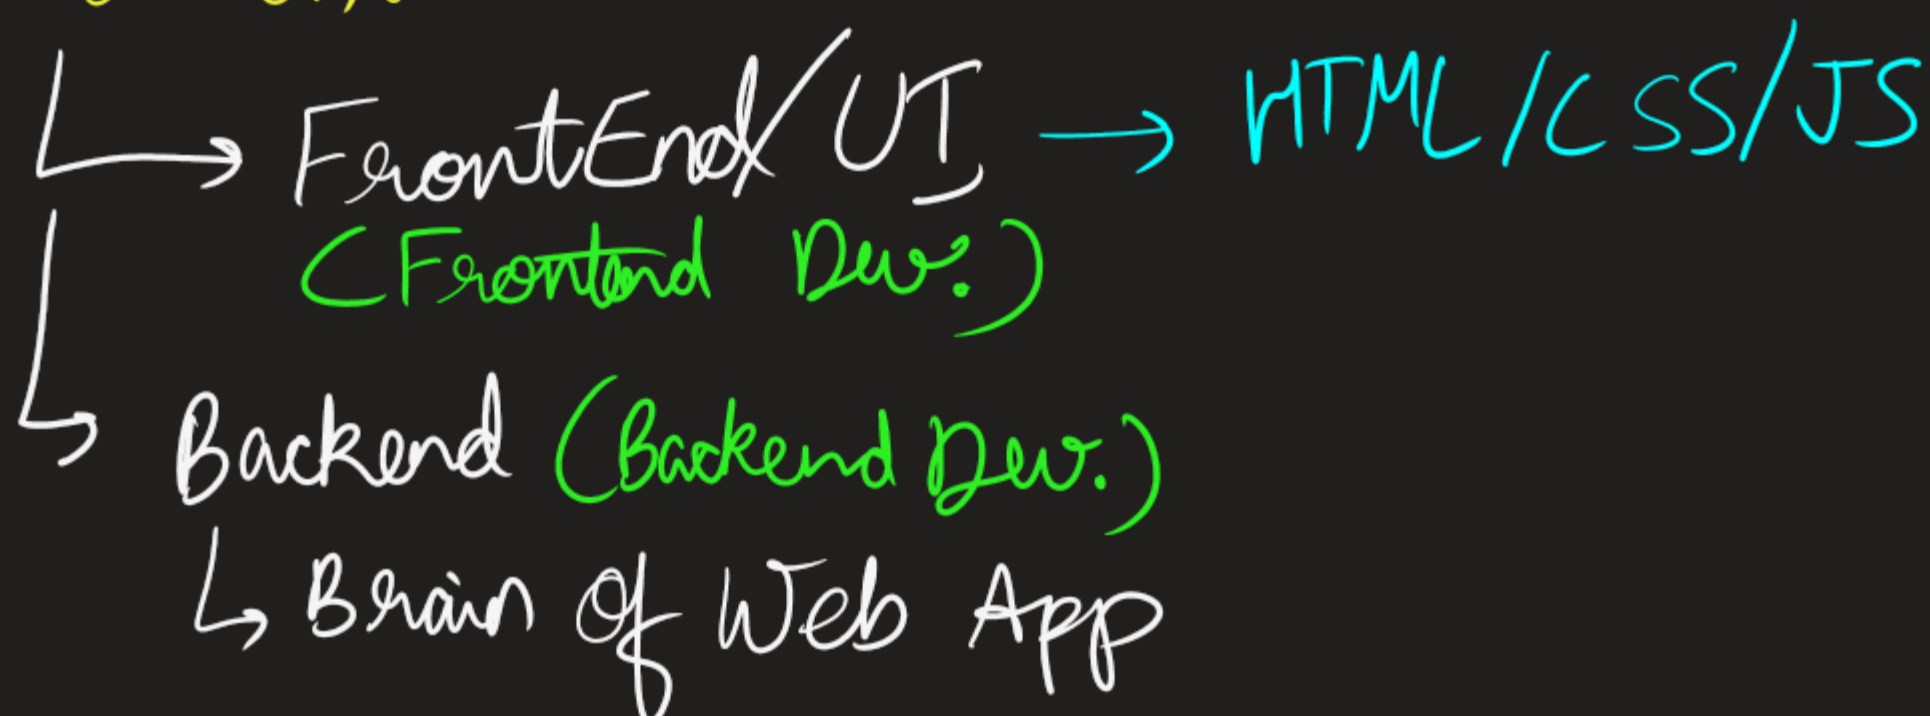 FrontEnd/UI → HTML/CSS/JS
(Frontend Dev.)
Backend (Backend Dev.)
Brain Of Web App